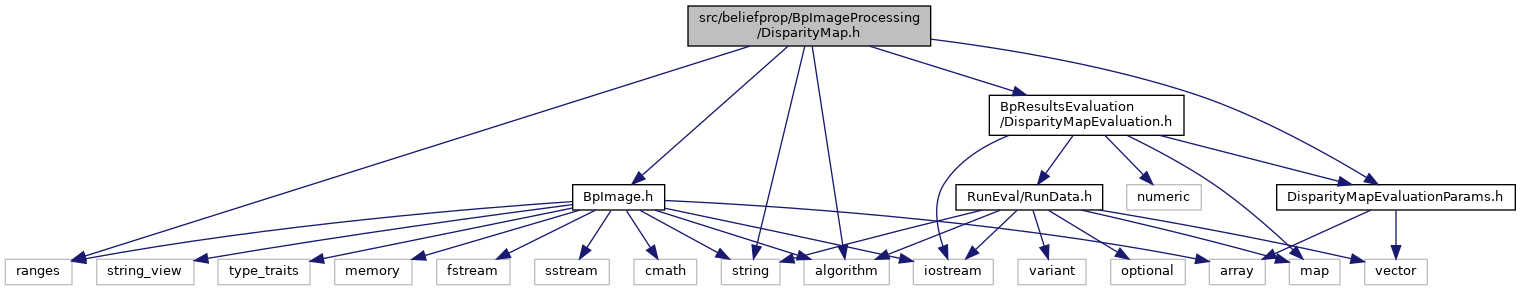 src/beliefprop/BpImageProcessing
/DisparityMap.h
BpResultsEvaluation
/DisparityMapEvaluation.h
BpImage.h
RunEval/RunData.h
numeric
DisparityMapEvaluationParams.h
ranges
string_view
type_traits
memory
fstream
sstream
cmath
string
algorithm
iostream
variant
optional
array
map
vector